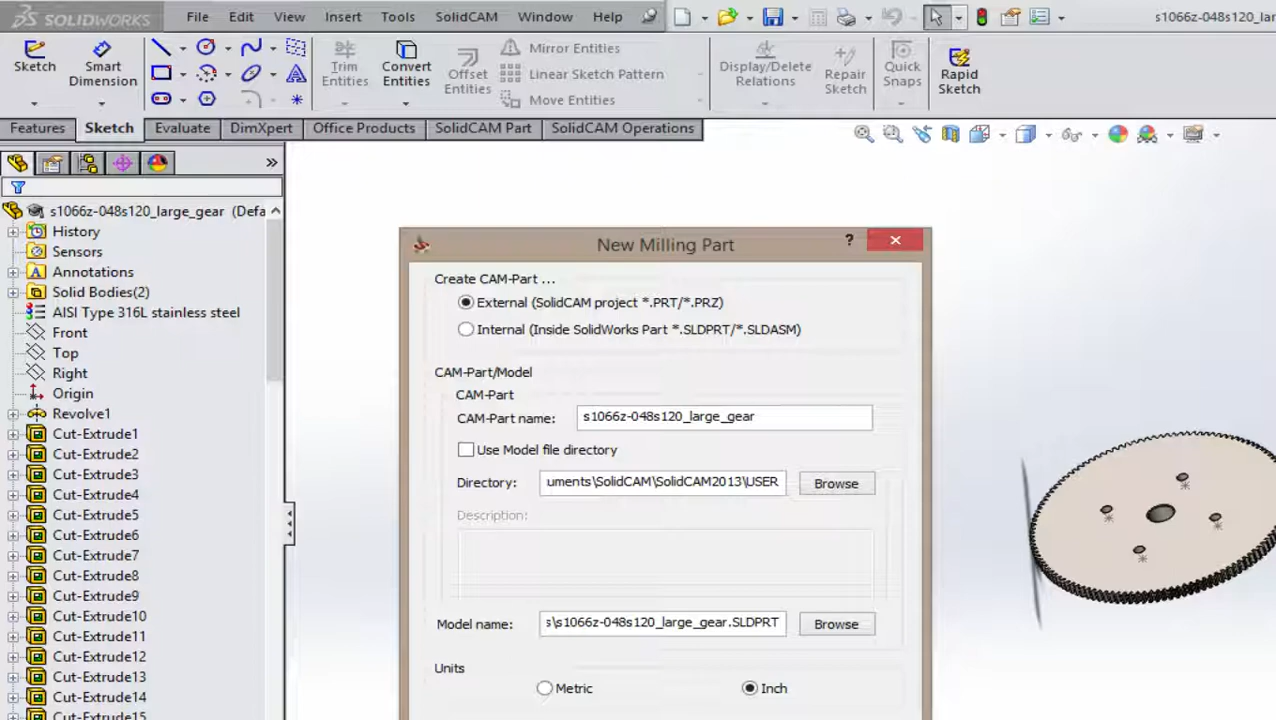 SOLIDWORKS File Edit View Insert Tools SolidCAM Window Help s1066z-048s120_lar
Sketch Smart Dimension Trim Entities Convert Entities Offset Entities Mirror Entities Linear Sketch Pattern Move Entities Display/Delete Relations Repair Sketch Quick Snaps Rapid Sketch
Features Sketch Evaluate DimXpert Office Products SolidCAM Part SolidCAM Operations
s1066z-048s120_large_gear (Defa
History
Sensors
Annotations
Solid Bodies(2)
AISI Type 316L stainless steel
Front
Top
Right
Origin
Revolve1
Cut-Extrude1
Cut-Extrude2
Cut-Extrude3
Cut-Extrude4
Cut-Extrude5
Cut-Extrude6
Cut-Extrude7
Cut-Extrude8
Cut-Extrude9
Cut-Extrude10
Cut-Extrude11
Cut-Extrude12
Cut-Extrude13
Cut-Extrude14
Cut-Extrude15
New Milling Part ?
Create CAM-Part ...
External (SolidCAM project *.PRT/*.PRZ)
Internal (Inside SolidWorks Part *.SLDPRT/*.SLDASM)
CAM-Part/Model
CAM-Part
CAM-Part name: s1066z-048s120_large_gear
Use Model file directory
Directory: uments\SolidCAM\SolidCAM2013\USER Browse
Description:
Model name: s\s1066z-048s120_large_gear.SLDPRT Browse
Units
Metric Inch